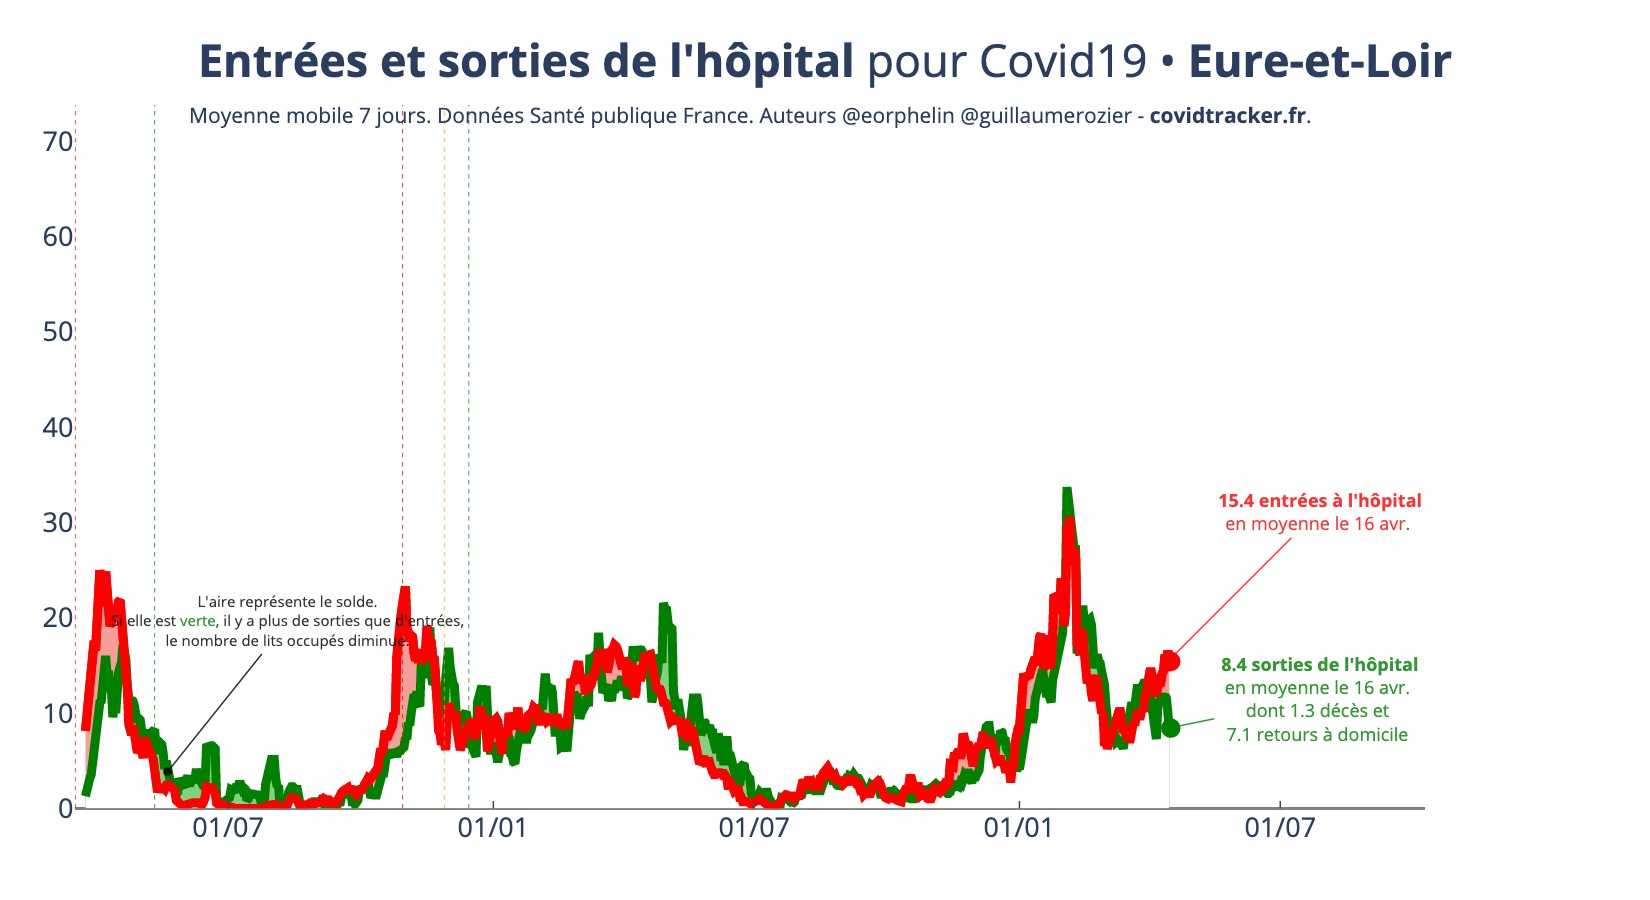 Entrées et sorties de l'hôpital pour Covid19 • Eure-et-Loir
Moyenne mobile 7 jours. Données Santé publique France. Auteurs @eorphelin @guillaumerozier - covidtracker.fr.
70
60
50
40
30
20
10
0
L'aire représente le solde.
Si elle est verte, il y a plus de sorties que d'entrées,
le nombre de lits occupés diminue.
15.4 entrées à l'hôpital
en moyenne le 16 avr.
8.4 sorties de l'hôpital
en moyenne le 16 avr.
dont 1.3 décès et
7.1 retours à domicile
01/07
01/01
01/07
01/01
01/07